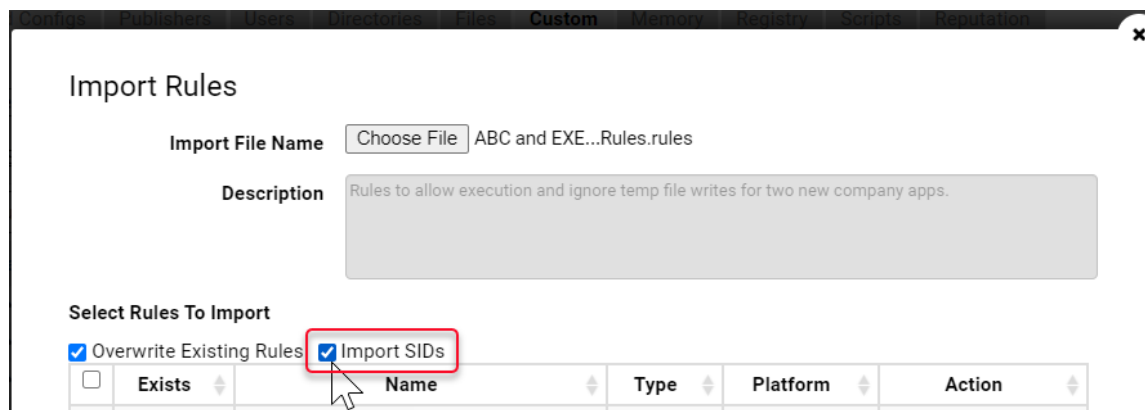 Configs Publishers Users Directories Files Custom Memory Registry Scripts Reputation
Import Rules
Import File Name Choose File ABC and EXE...Rules.rules
Description Rules to allow execution and ignore temp file writes for two new company apps.
Select Rules To Import
Overwrite Existing Rules Import SIDs
Exists Name Type Platform Action